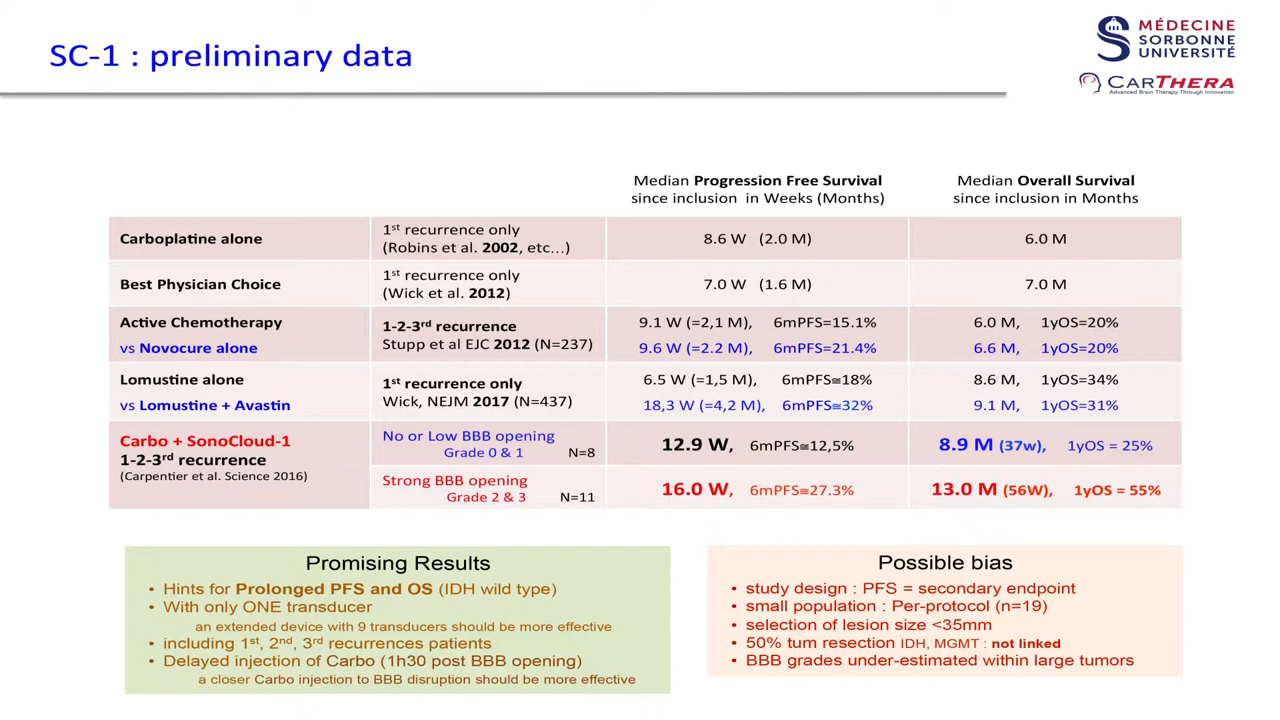 SC-1 : preliminary data
MÉDECINE
SORBONNE
UNIVERSITÉ
CARTHERA
Advanced Brain Therapy Through Innovation
Median Progression Free Survival
since inclusion in Weeks (Months)
Median Overall Survival
since inclusion in Months
Carboplatine alone
1st recurrence only
(Robins et al. 2002, etc…)
8.6 W (2.0 M)
6.0 M
Best Physician Choice
1st recurrence only
(Wick et al. 2012)
7.0 W (1.6 M)
7.0 M
Active Chemotherapy
vs Novocure alone
1-2-3rd recurrence
Stupp et al EJC 2012 (N=237)
9.1 W (=2,1 M), 6mPFS=15.1%
9.6 W (=2.2 M), 6mPFS=21.4%
6.0 M, 1yOS=20%
6.6 M, 1yOS=20%
Lomustine alone
vs Lomustine + Avastin
1st recurrence only
Wick, NEJM 2017 (N=437)
6.5 W (=1,5 M), 6mPFS≅18%
18,3 W (=4,2 M), 6mPFS≅32%
8.6 M, 1yOS=34%
9.1 M, 1yOS=31%
Carbo + SonoCloud-1
1-2-3rd recurrence
(Carpentier et al. Science 2016)
No or Low BBB opening
Grade 0 & 1 N=8
12.9 W, 6mPFS≅12,5%
8.9 M (37w), 1yOS = 25%
Strong BBB opening
Grade 2 & 3 N=11
16.0 W, 6mPFS≅27.3%
13.0 M (56W), 1yOS = 55%
Promising Results
• Hints for Prolonged PFS and OS (IDH wild type)
• With only ONE transducer
an extended device with 9 transducers should be more effective
• including 1st, 2nd, 3rd recurrences patients
• Delayed injection of Carbo (1h30 post BBB opening)
a closer Carbo injection to BBB disruption should be more effective
Possible bias
• study design : PFS = secondary endpoint
• small population : Per-protocol (n=19)
• selection of lesion size <35mm
• 50% tum resection IDH, MGMT : not linked
• BBB grades under-estimated within large tumors